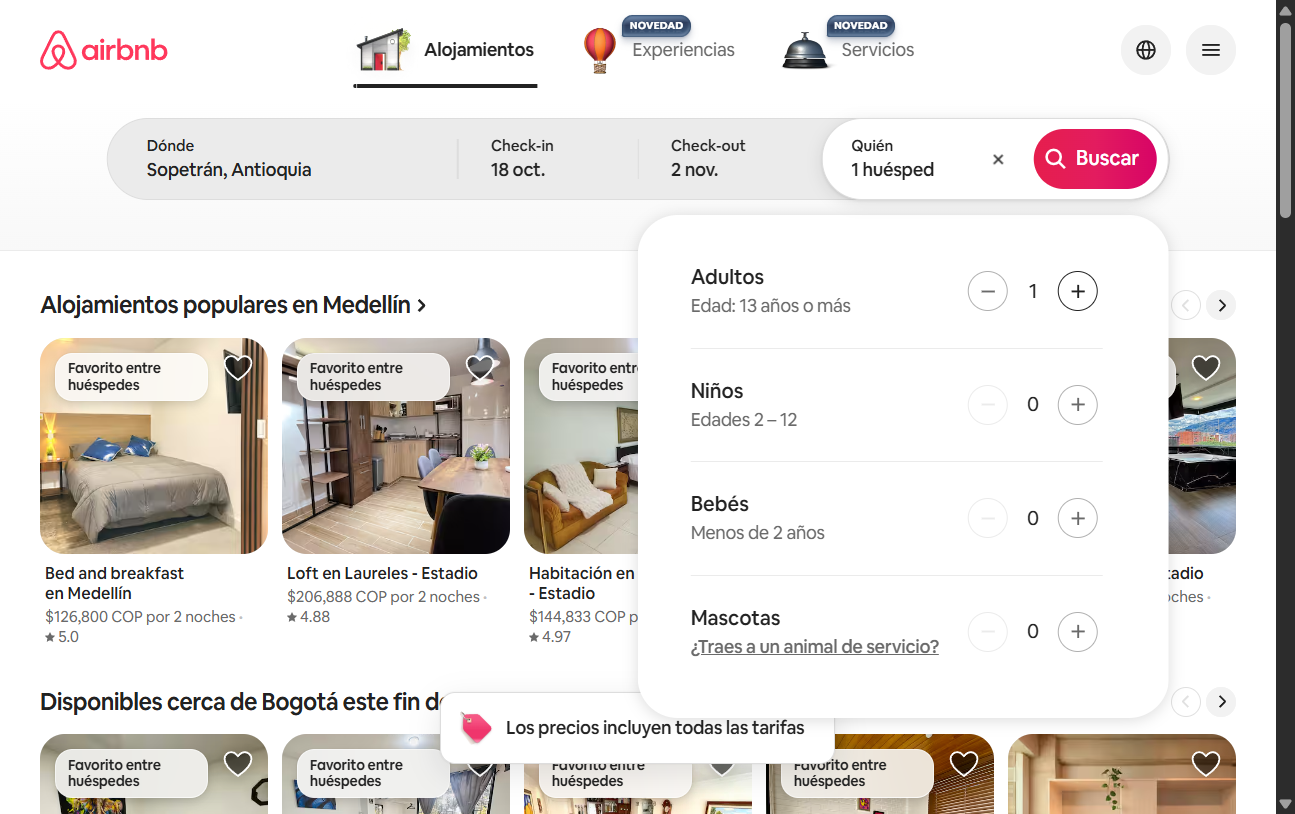 airbnb
Alojamientos
NOVEDAD
Experiencias
NOVEDAD
Servicios
Dónde
Sopetrán, Antioquia
Check-in
18 oct.
Check-out
2 nov.
Quién
1 huésped
Buscar
Adultos
Edad: 13 años o más
1
Niños
Edades 2 – 12
0
Bebés
Menos de 2 años
0
Mascotas
¿Traes a un animal de servicio?
0
Alojamientos populares en Medellín
Favorito entre
huéspedes
Favorito entre
huéspedes
Favorito entr
huéspedes
Bed and breakfast
en Medellín
$126,800 COP por 2 noches ·
★ 5.0
Loft en Laureles - Estadio
$206,888 COP por 2 noches ·
★ 4.88
Habitación en
- Estadio
$144,833 COP p
★ 4.97
tadio
oches ·
Disponibles cerca de Bogotá este fin de
Los precios incluyen todas las tarifas
Favorito entre
huéspedes
Favorito entre
huéspedes
Favorito entre
huéspedes
Favorito entre
huéspedes